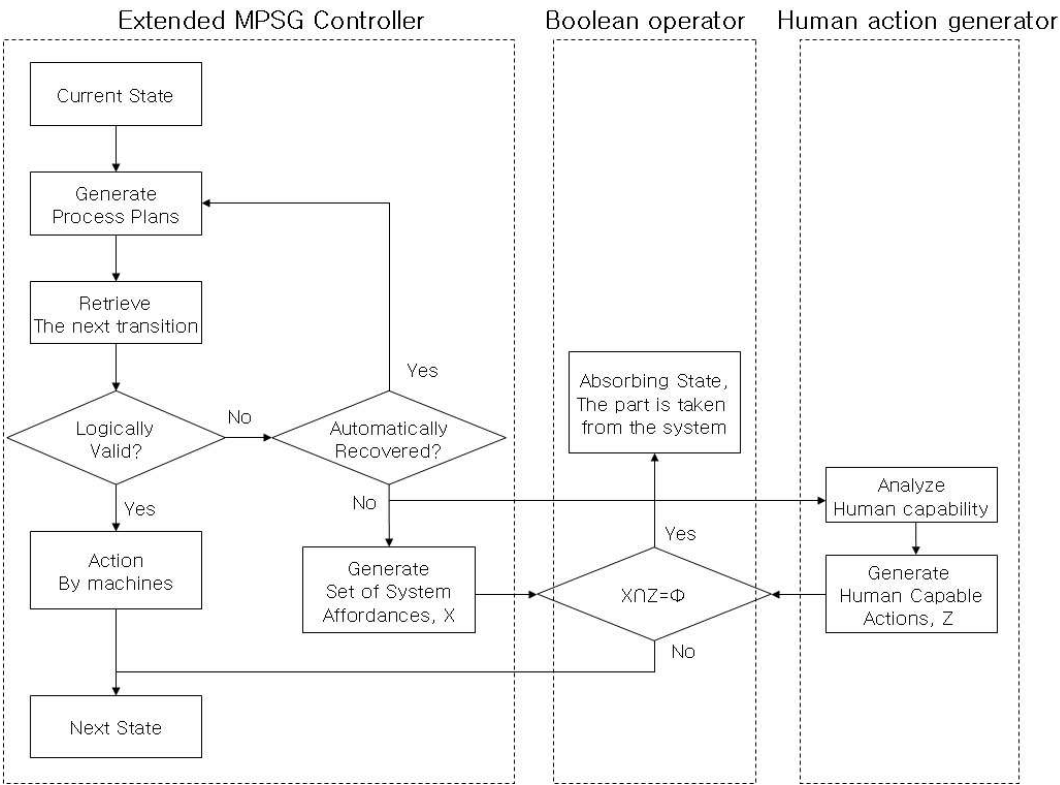 Extended MPSG Controller
Boolean operator
Human action generator
Current State
Generate
Process Plans
Retrieve
The next transition
Logically
Valid?
No
Yes
Automatically
Recovered?
Yes
No
Action
By machines
Generate
Set of System
Affordances, X
Next State
Absorbing State,
The part is taken
from the system
Yes
X∩Z=Φ
No
Analyze
Human capability
Generate
Human Capable
Actions, Z